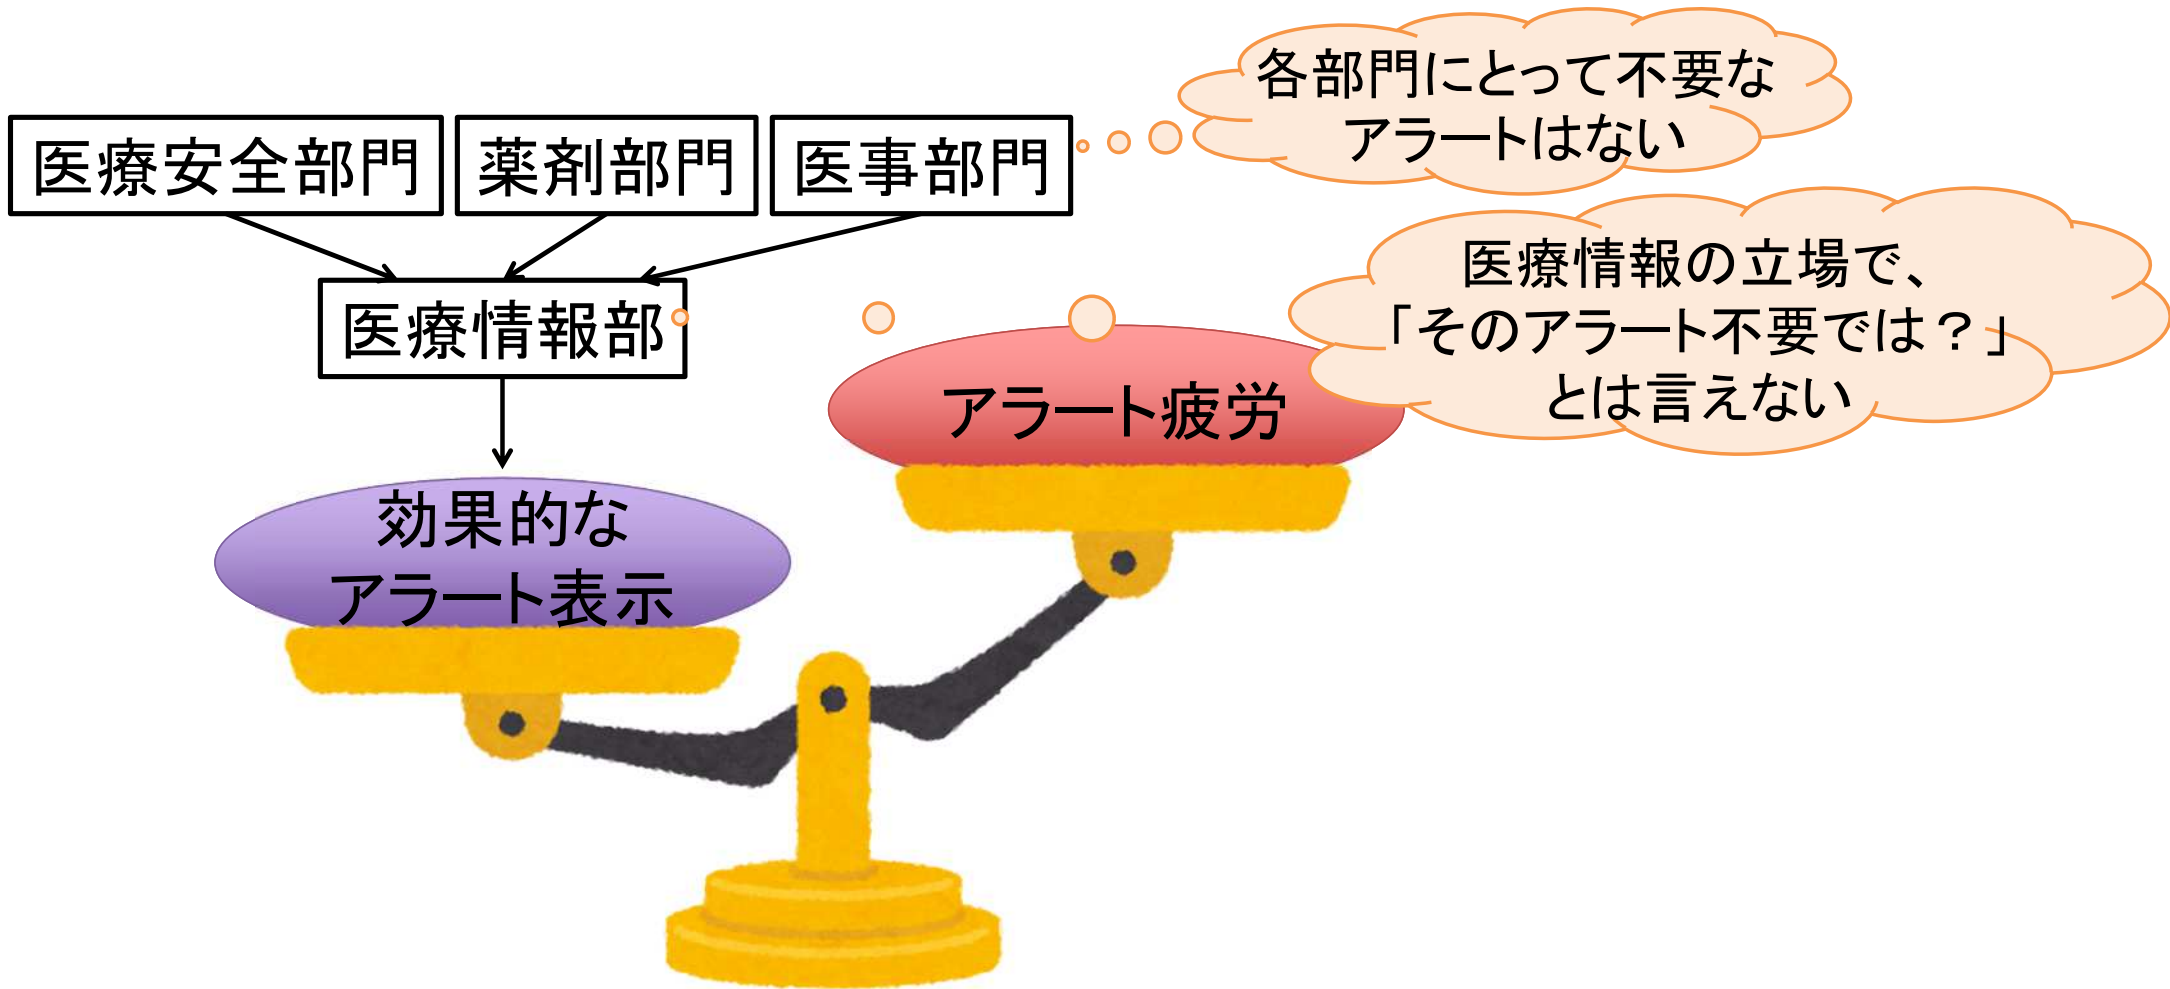 各部門にとって不要な
アラートはない
医療安全部門
薬剤部門
医事部門
医療情報部
医療情報の立場で、
「そのアラート不要では？」
とは言えない
アラート疲労
効果的な
アラート表示